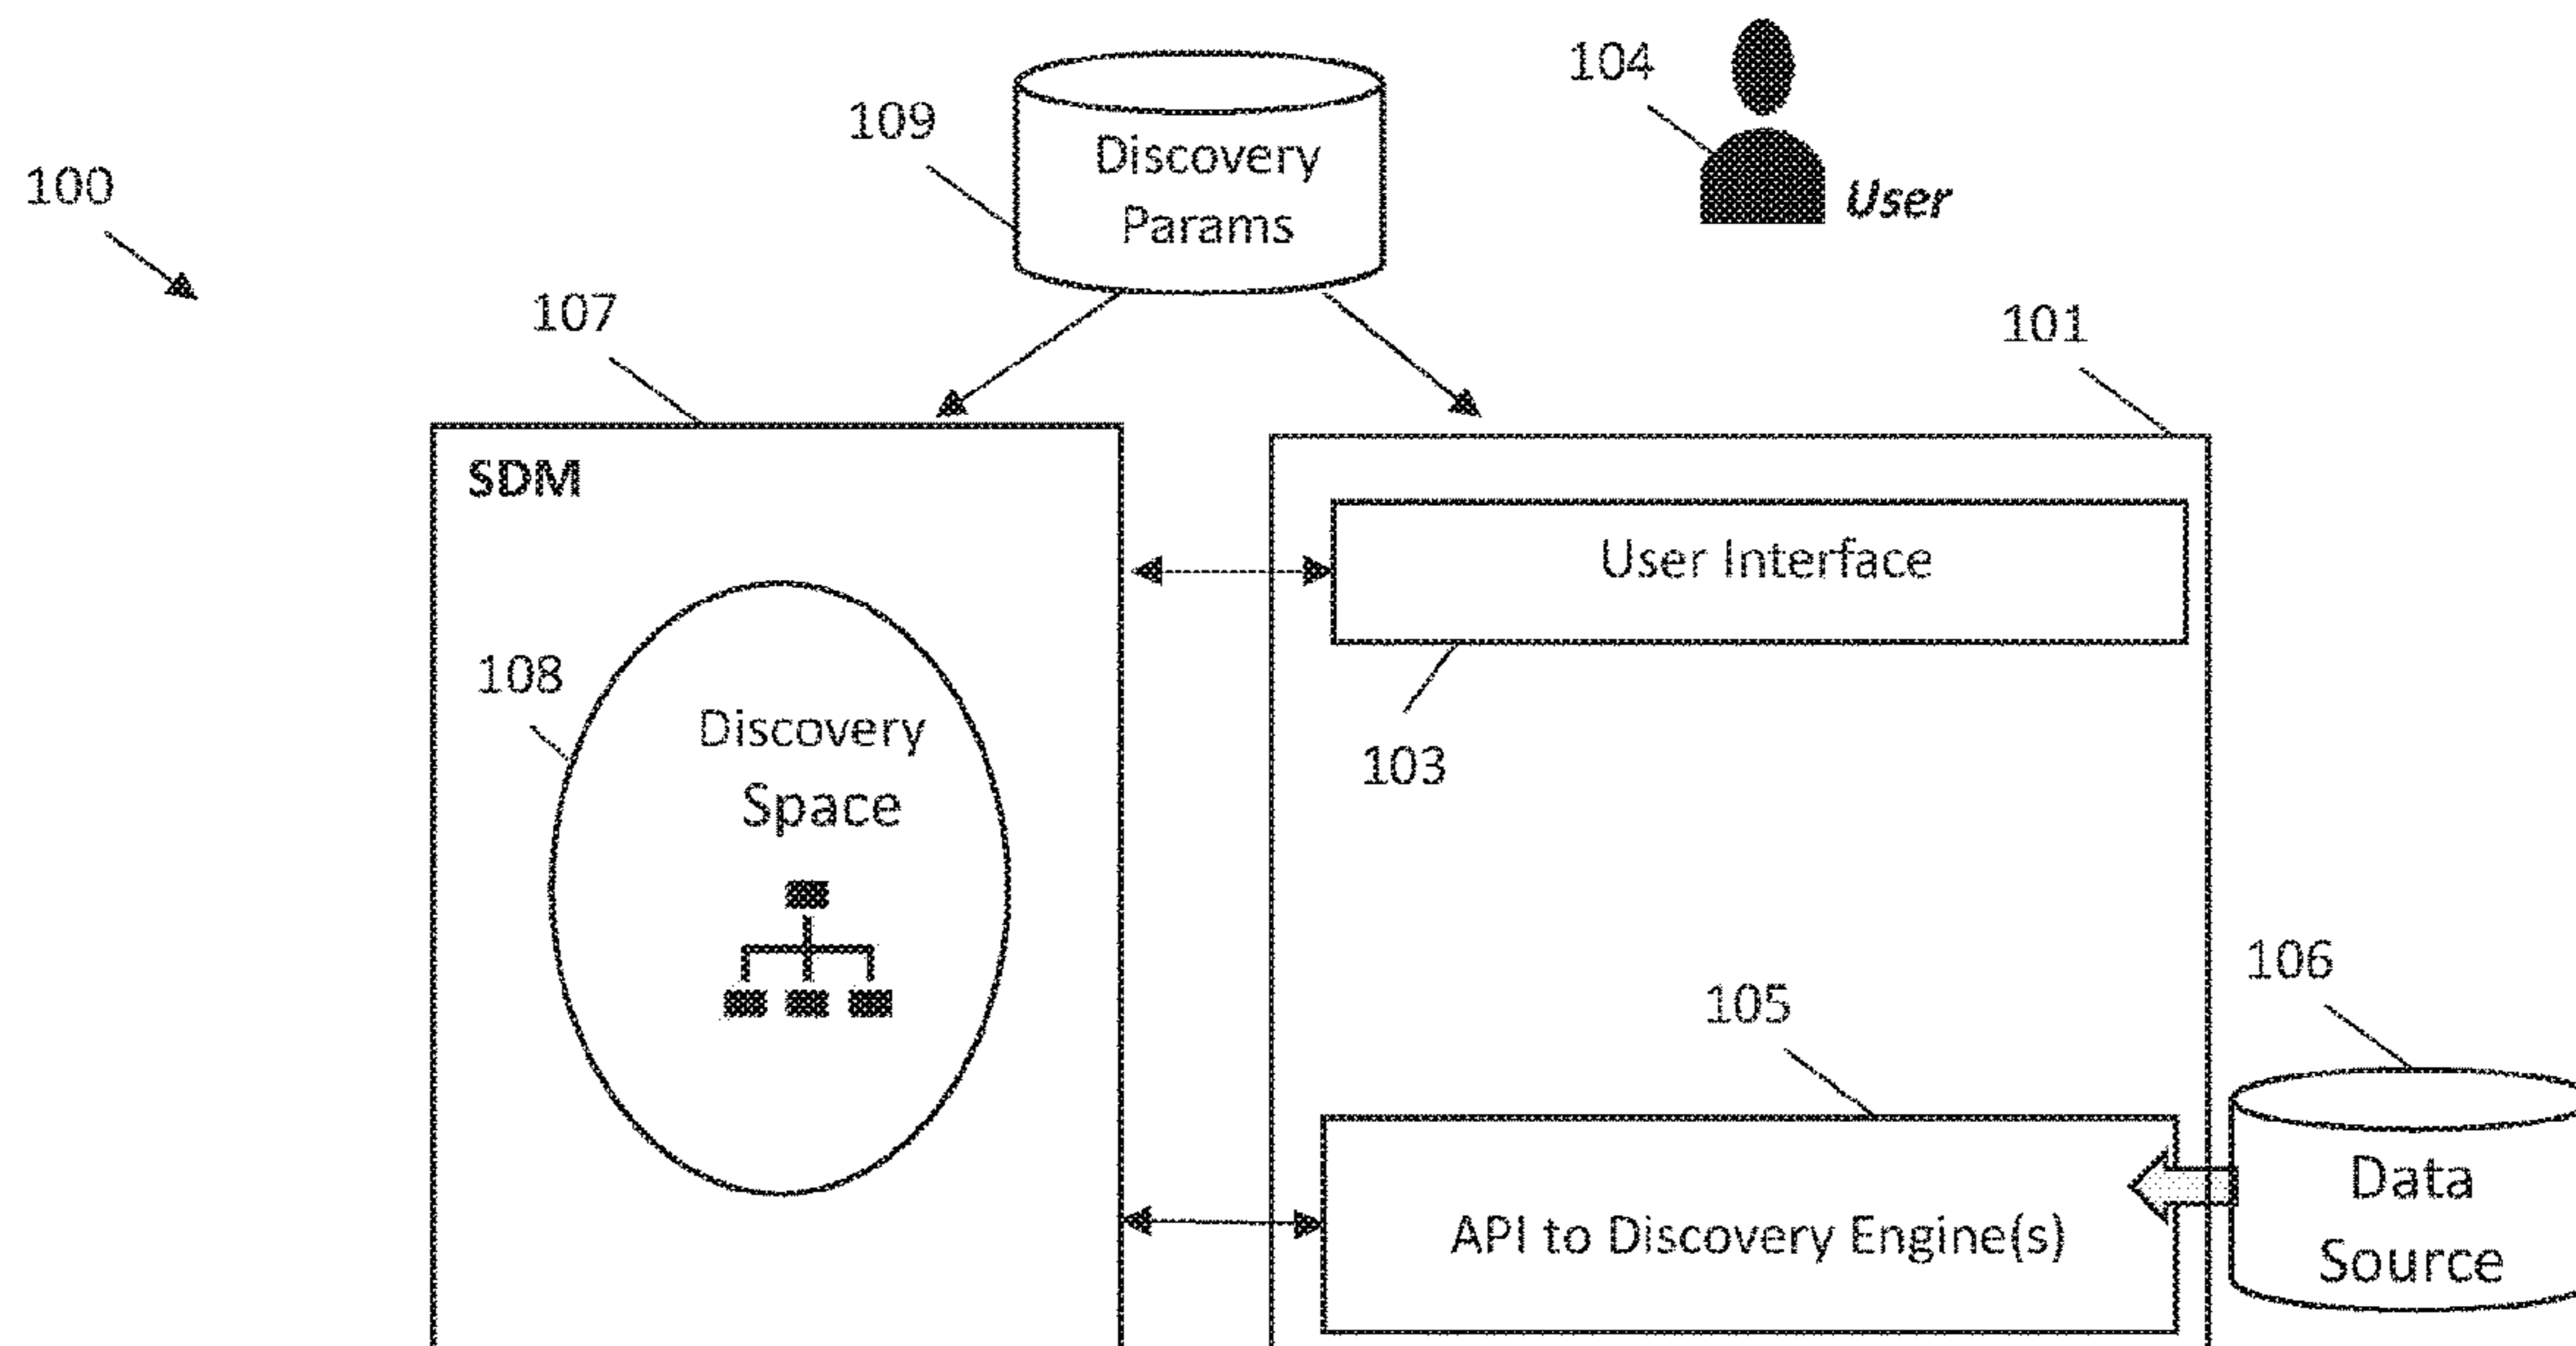 104
109
Discovery
Params
100
User
107
101
SDM
User Interface
108
Discovery
Space
103
106
105
Data
Source
API to Discovery Engine(s)